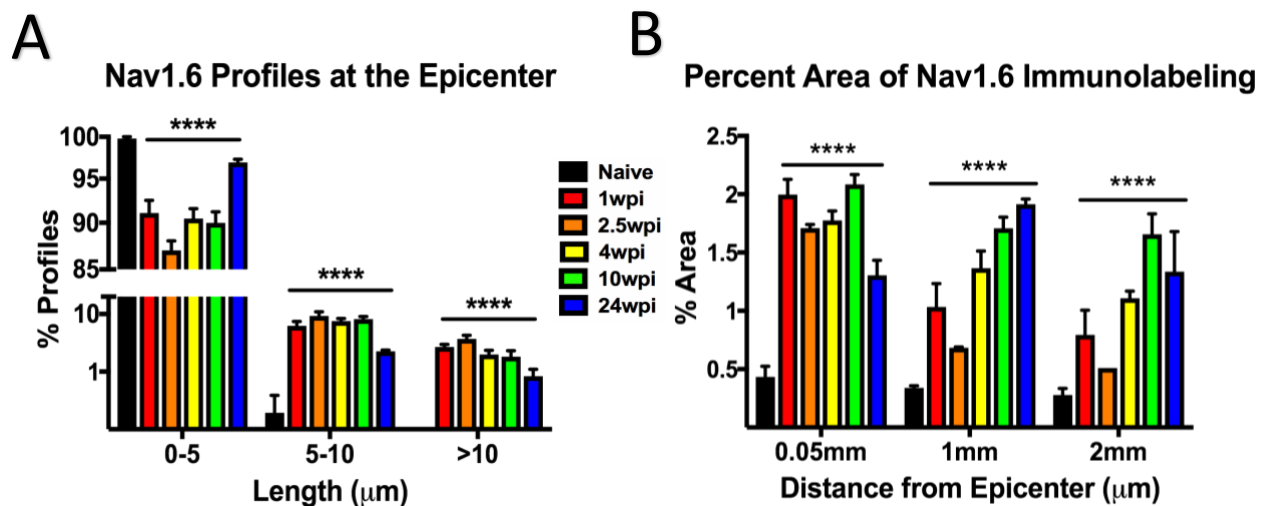 A
Nav1.6 Profiles at the Epicenter
% Profiles
100
95
90
85
10
1
****
****
****
0-5
5-10
>10
Length (μm)
Naive
1wpi
2.5wpi
4wpi
10wpi
24wpi
B
Percent Area of Nav1.6 Immunolabeling
% Area
2.5
2
1.5
1
0.5
****
****
****
0.05mm
1mm
2mm
Distance from Epicenter (μm)